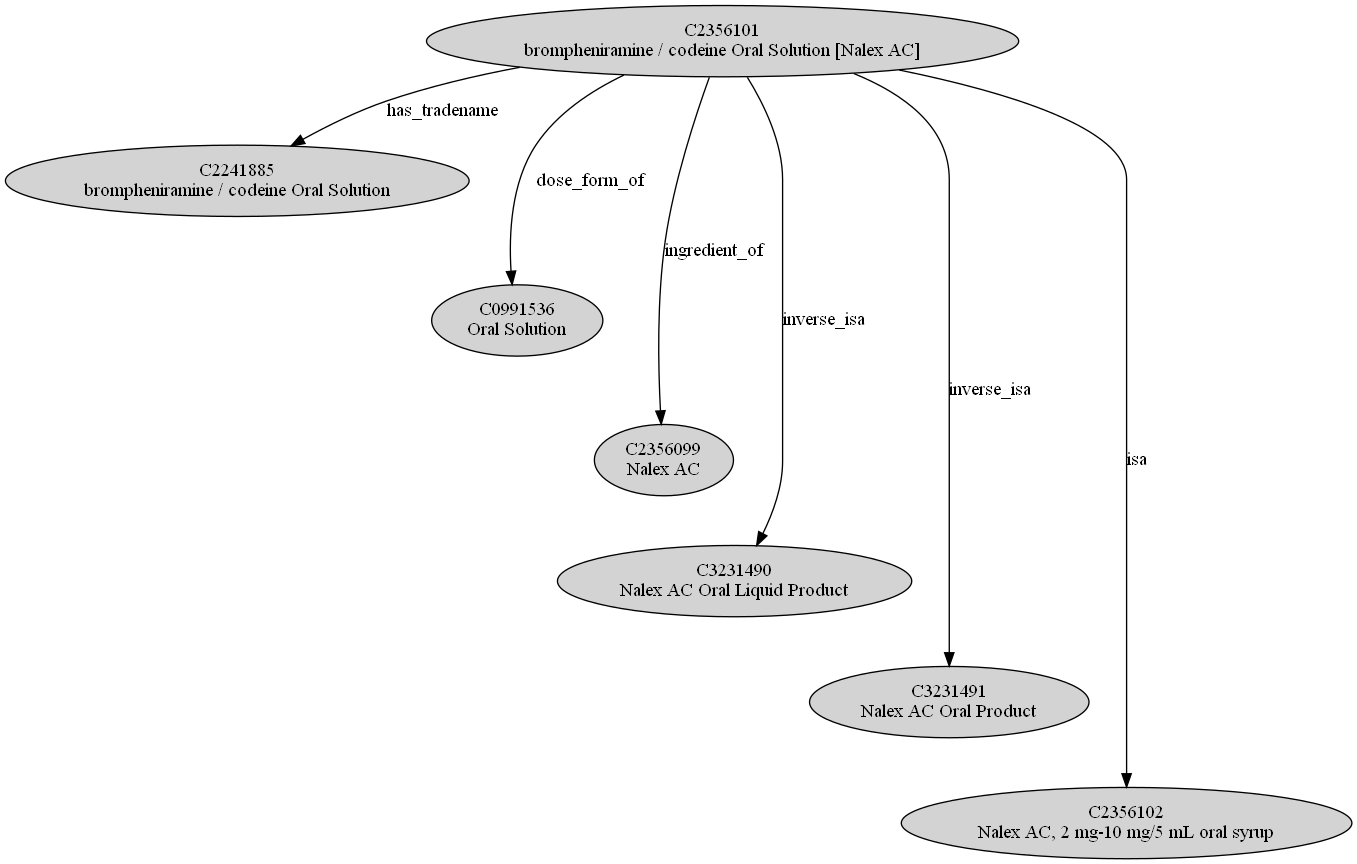 C2356101
brompheniramine / codeine Oral Solution [Nalex AC]
has_tradename
C2241885
brompheniramine / codeine Oral Solution
dose_form_of
ingredient_of
C0991536
Oral Solution
inverse_isa
inverse_isa
C2356099
Nalex AC
isa
C3231490
Nalex AC Oral Liquid Product
C3231491
Nalex AC Oral Product
C2356102
Nalex AC, 2 mg-10 mg/5 mL oral syrup